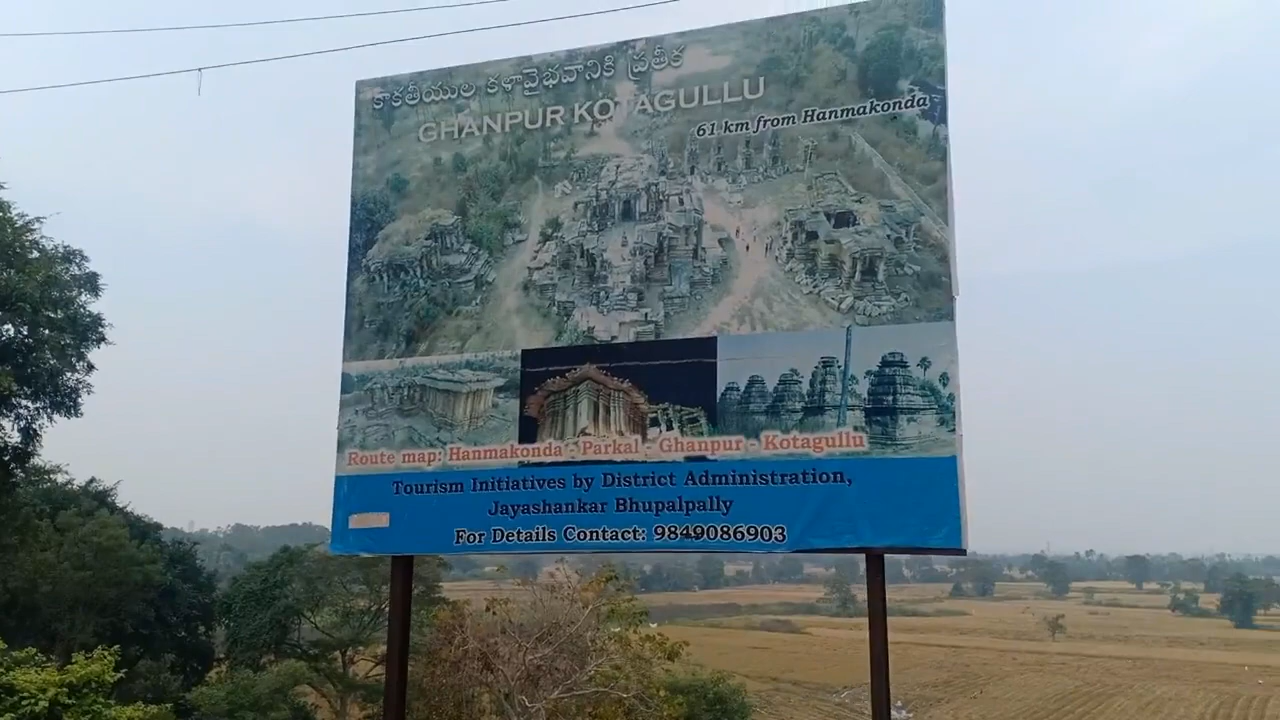 కాకతీయుల కళావైభవానికి ప్రతీక
GHANPUR KOTAGULLU
61 km from Hanmakonda
Route map: Hanmakonda - Parkal - Ghanpur - Kotagullu
Tourism Initiatives by District Administration,
Jayashankar Bhupalpally
For Details Contact: 9849086903